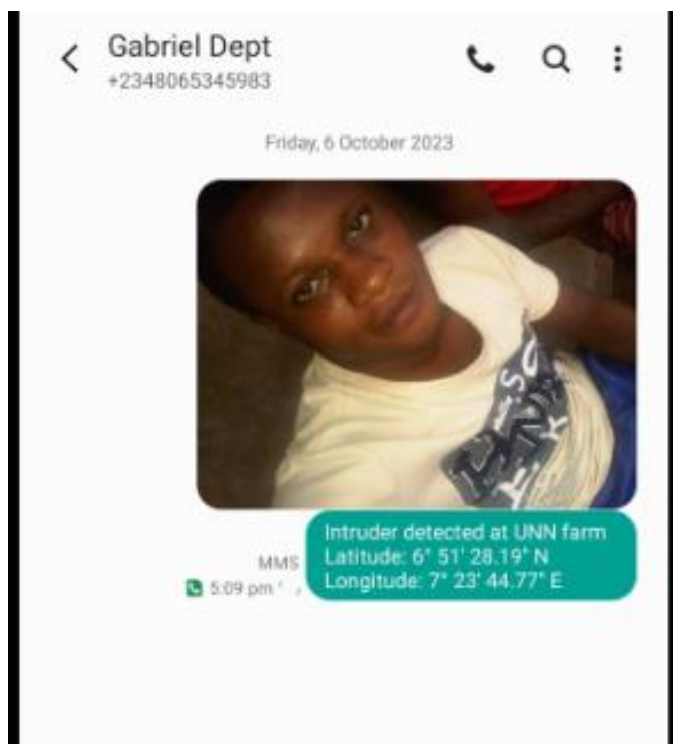 Gabriel Dept
+2348065345983
Friday, 6 October 2023
Intruder detected at UNN farm
Latitude: 6° 51' 28.19" N
Longitude: 7° 23' 44.77" E
MMS
5:09 pm